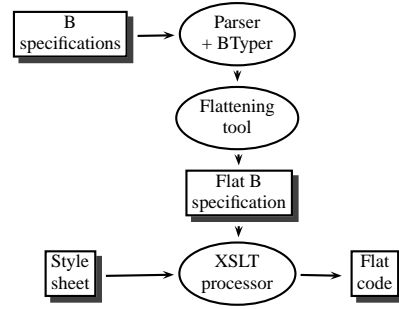 B
specifications
Parser
+ BTyper
Flattening
tool
Flat B
specification
Style
sheet
XSLT
processor
Flat
code